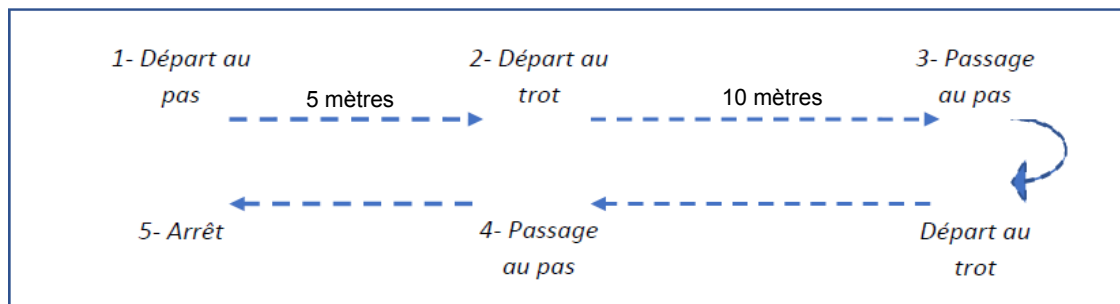 1- Départ au
pas
5 mètres
2- Départ au
trot
10 mètres
3- Passage
au pas
Départ au
trot
4- Passage
au pas
5- Arrêt